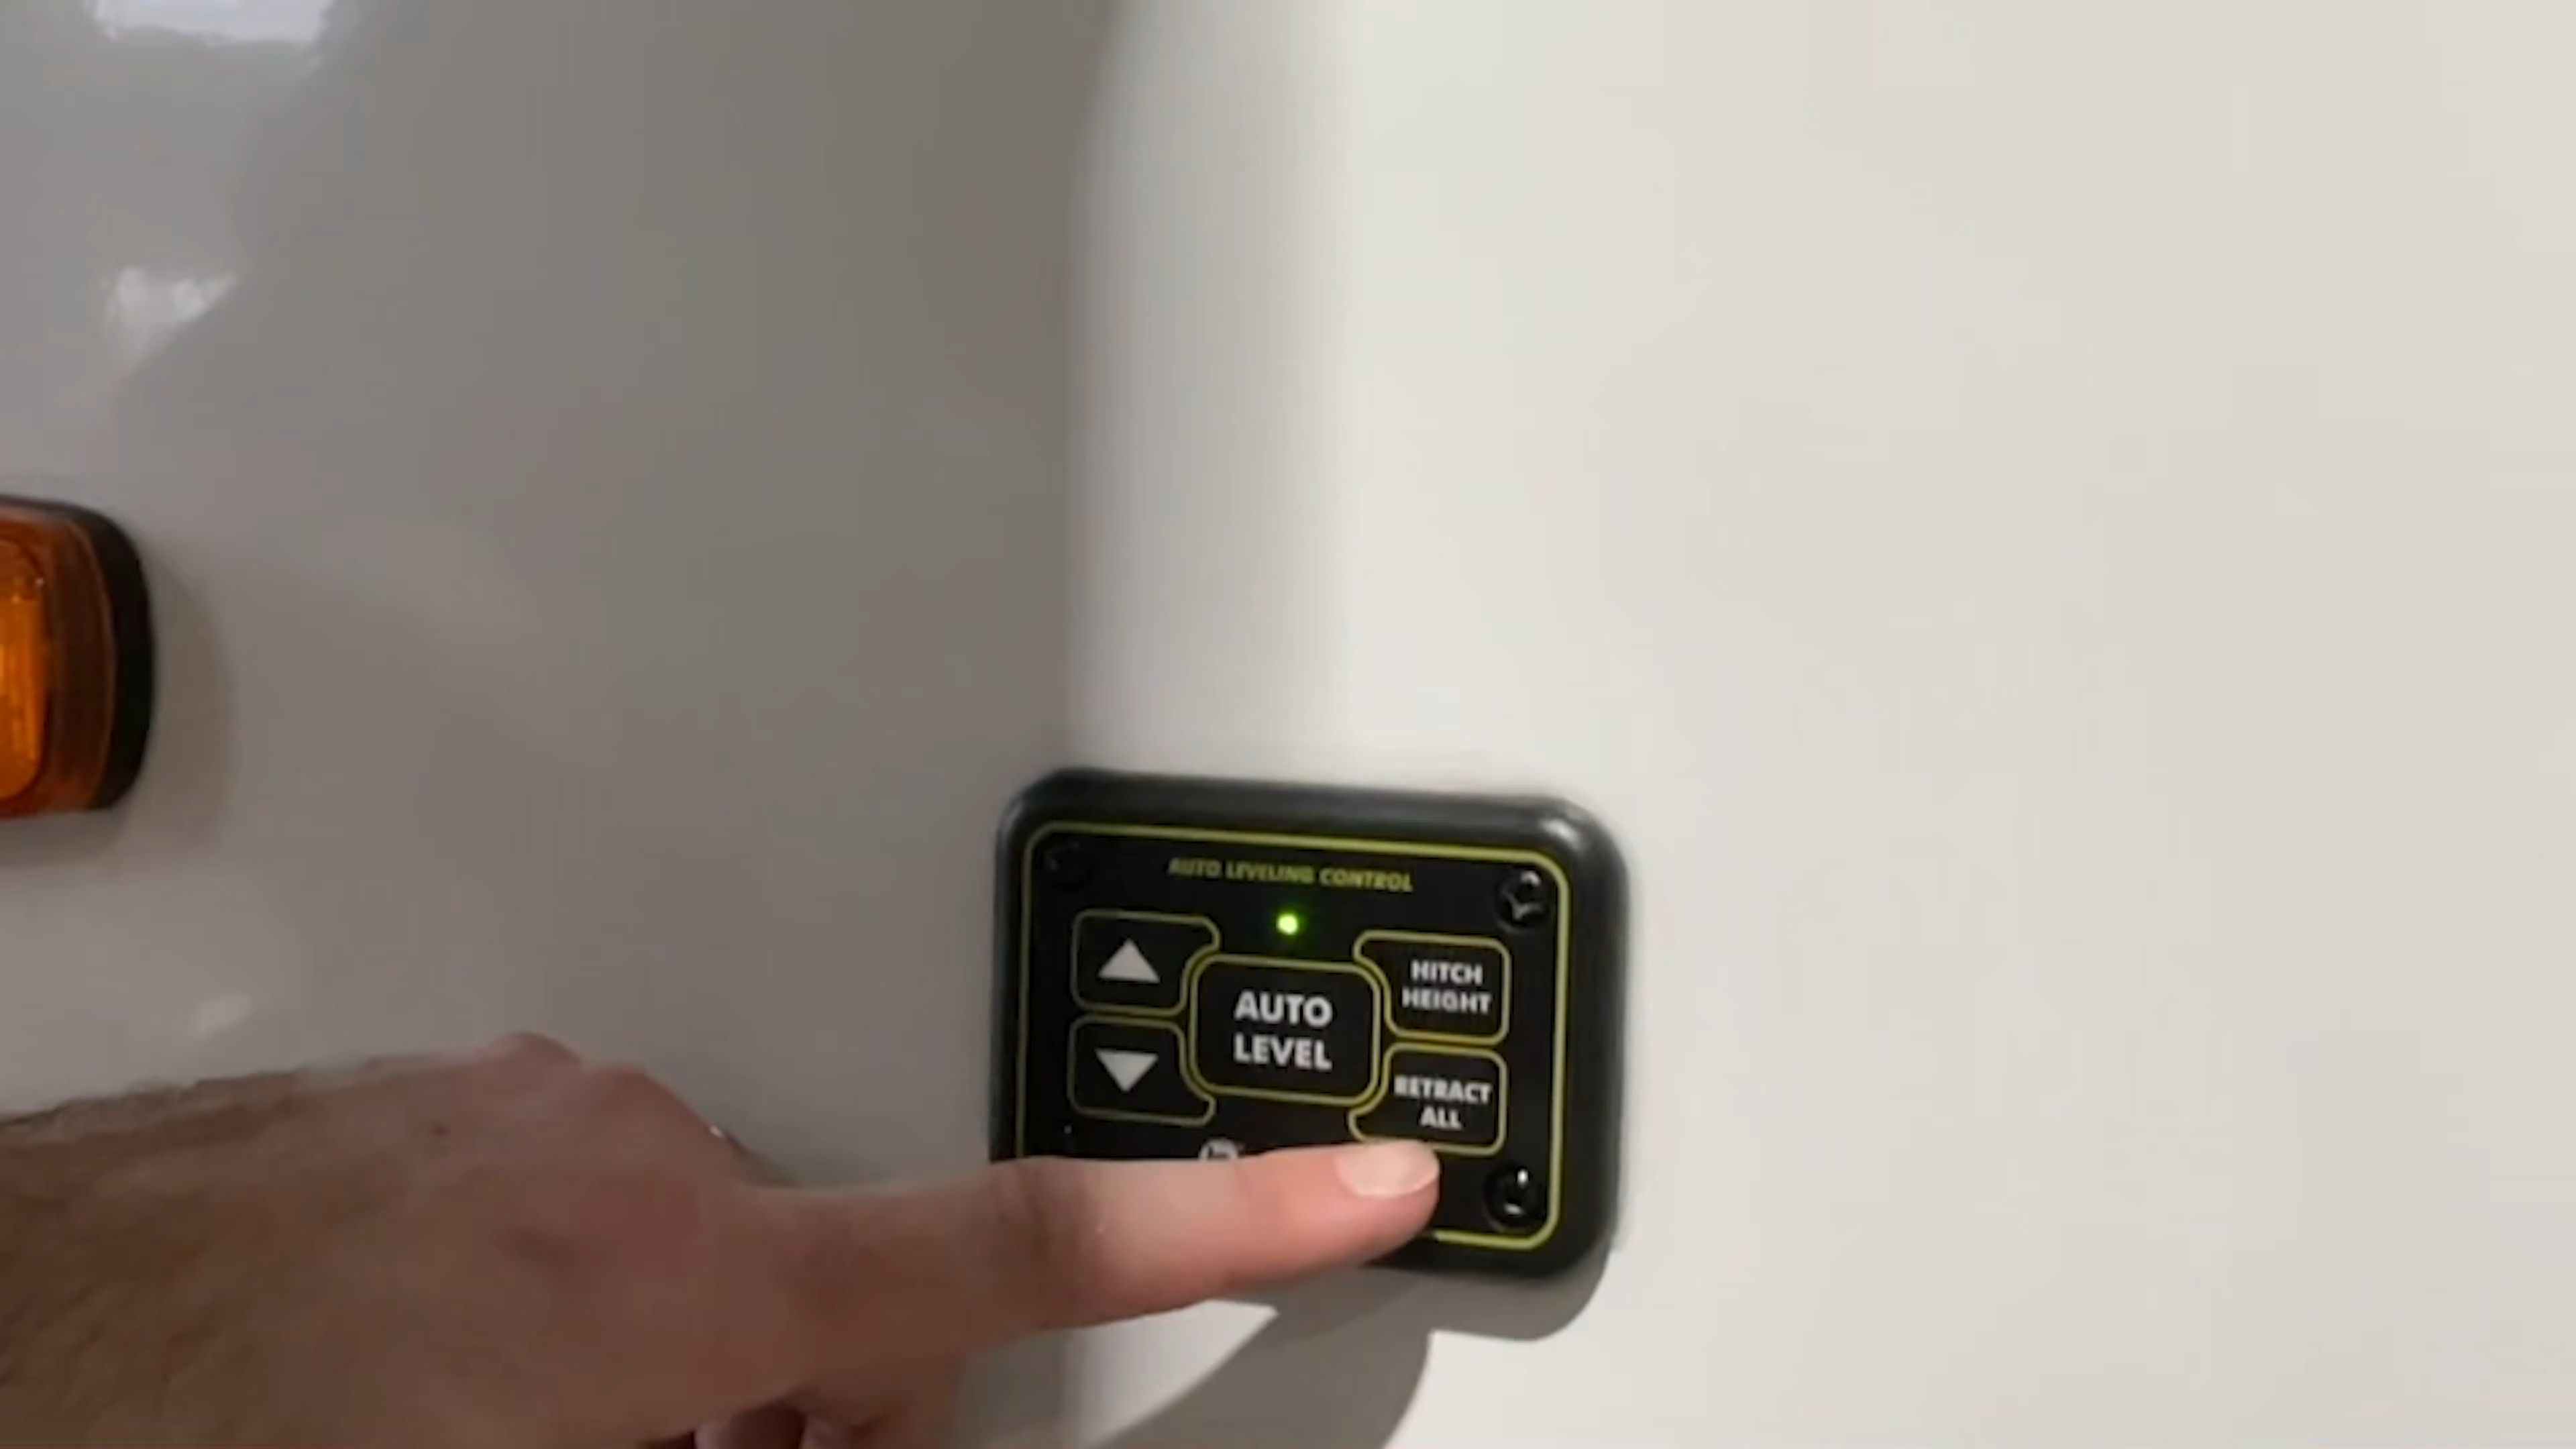 AUTO LEVELING CONTROL
HITCH
HEIGHT
AUTO
LEVEL
RETRACT
ALL